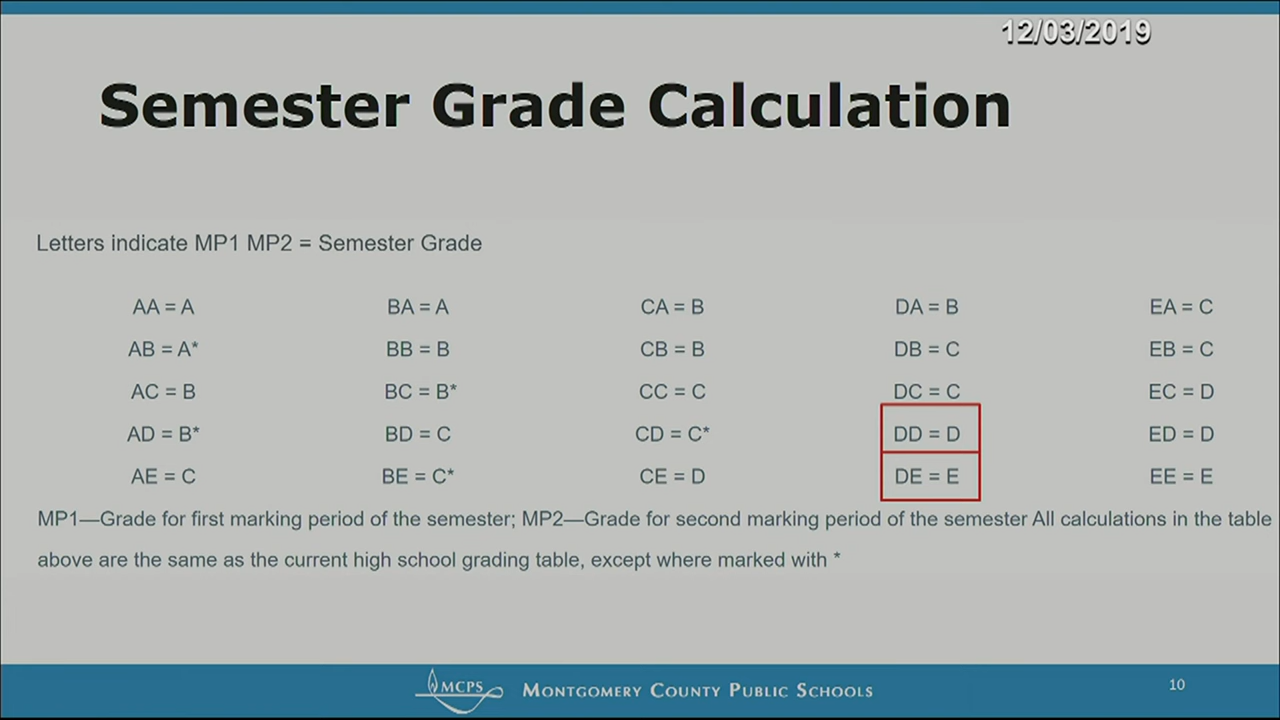 12/03/2019
Semester Grade Calculation
Letters indicate MP1 MP2 = Semester Grade
AA = A BA = A CA = B DA = B EA = C
AB = A* BB = B CB = B DB = C EB = C
AC = B BC = B* CC = C DC = C EC = D
AD = B* BD = C CD = C* DD = D ED = D
AE = C BE = C* CE = D DE = E EE = E
MP1—Grade for first marking period of the semester; MP2—Grade for second marking period of the semester All calculations in the table
above are the same as the current high school grading table, except where marked with *
MCPS MONTGOMERY COUNTY PUBLIC SCHOOLS 10